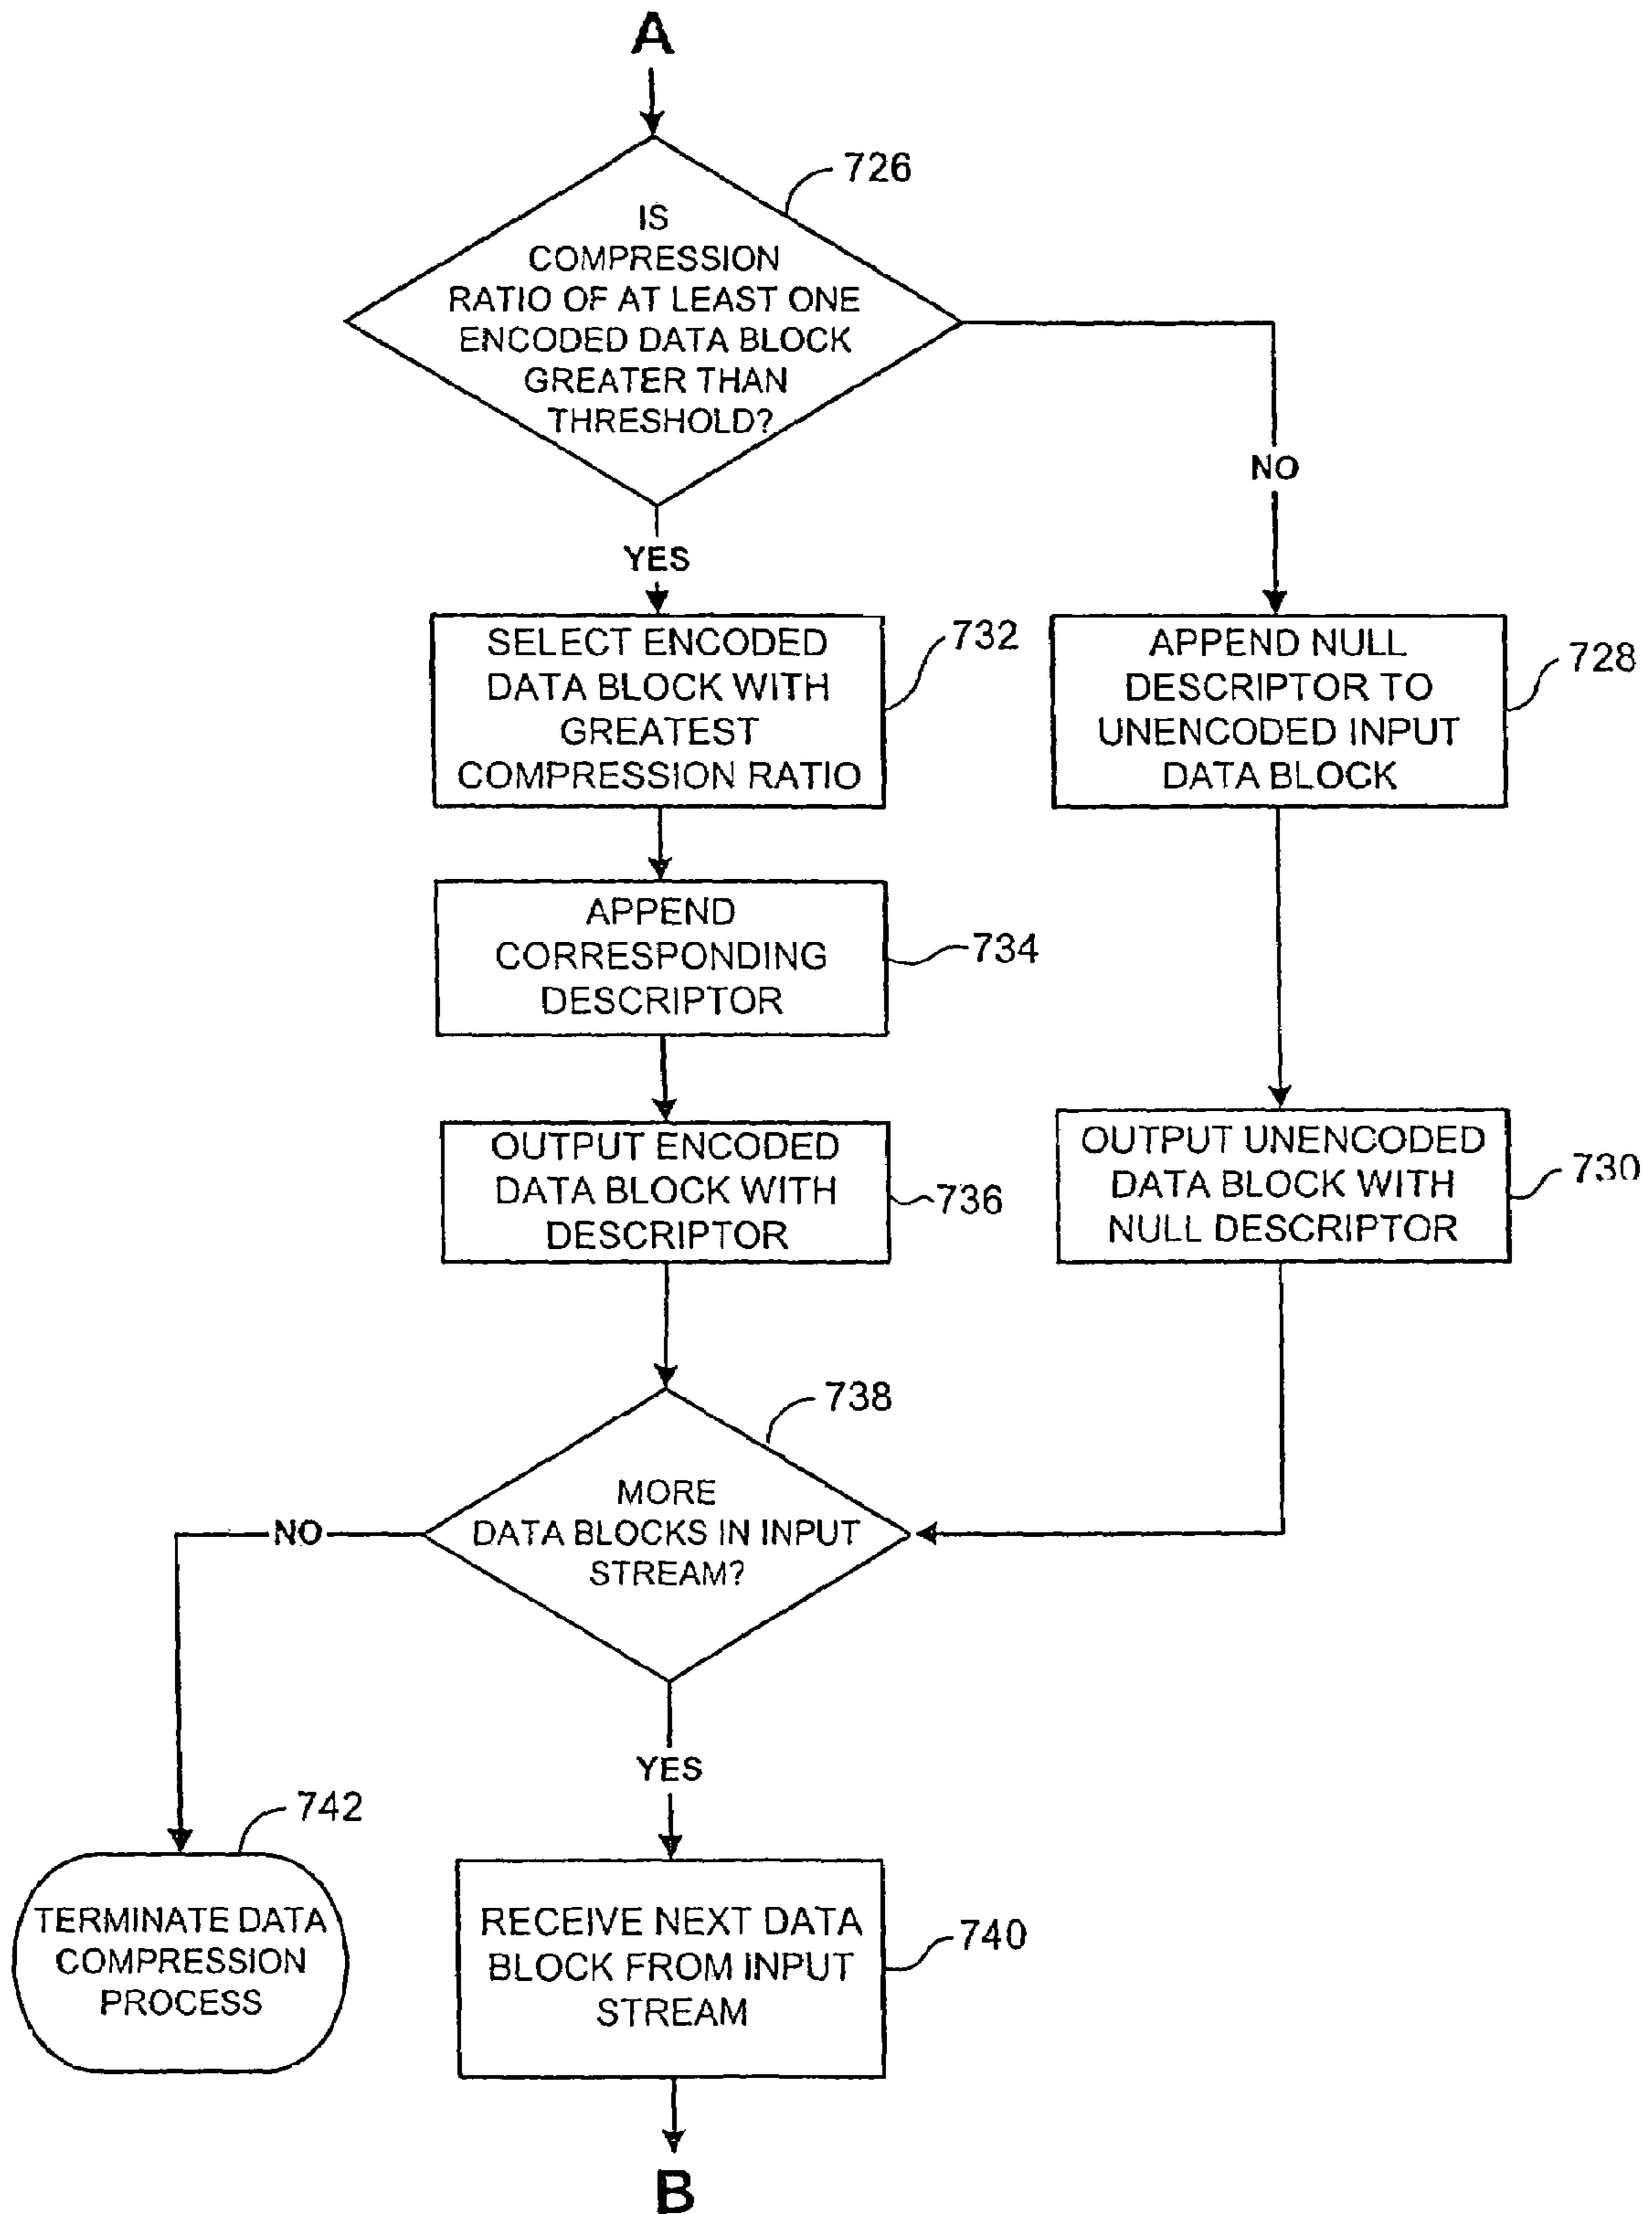 A
726
IS
COMPRESSION
RATIO OF AT LEAST ONE
ENCODED DATA BLOCK
GREATER THAN
THRESHOLD?
NO
YES
SELECT ENCODED
DATA BLOCK WITH
GREATEST
COMPRESSION RATIO
732
APPEND NULL
DESCRIPTOR TO
UNENCODED INPUT
DATA BLOCK
728
APPEND
CORRESPONDING
DESCRIPTOR
734
OUTPUT ENCODED
DATA BLOCK WITH
DESCRIPTOR
736
OUTPUT UNENCODED
DATA BLOCK WITH
NULL DESCRIPTOR
730
738
MORE
DATA BLOCKS IN INPUT
STREAM?
NO
YES
742
TERMINATE DATA
COMPRESSION
PROCESS
RECEIVE NEXT DATA
BLOCK FROM INPUT
STREAM
740
B